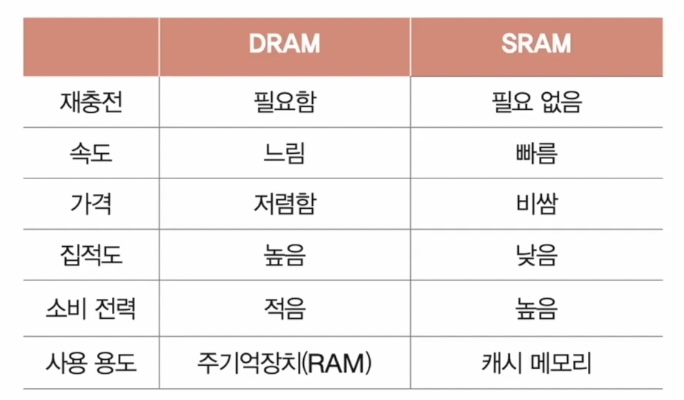 DRAM SRAM
재충전 필요함 필요 없음
속도 느림 빠름
가격 저렴함 비쌈
집적도 높음 낮음
소비 전력 적음 높음
사용 용도 주기억장치(RAM) 캐시 메모리